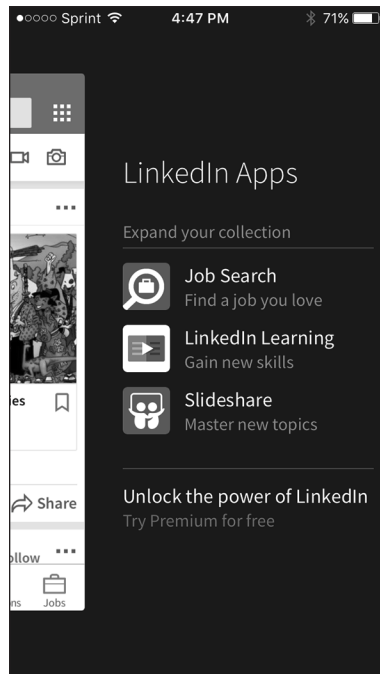 Sprint 4:47 PM 71%
LinkedIn Apps
Expand your collection
Job Search
Find a job you love
LinkedIn Learning
Gain new skills
Slideshare
Master new topics
Unlock the power of LinkedIn
Try Premium for free
ies
Share
ollow
ns Jobs